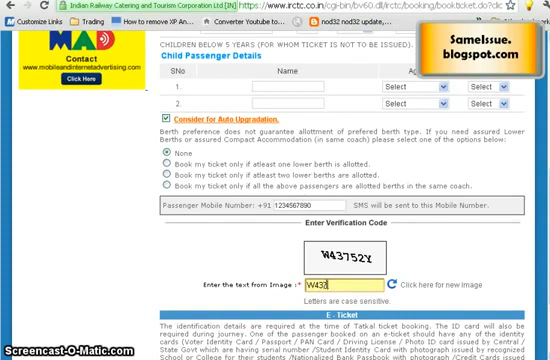 Indian Railway Catering and Tourism Corporation Ltd [IN]
https://www.irctc.co.in/cgi-bin/bv60.dll/irctc/booking/bookticket.do?clic
Customize Links
Trading
How to remove XP An...
Converter Youtube to...
nod32 nod32 update,...
MAD
Contact
www.mobileandinternetadvertising.com
Click Here
SameIssue.
blogspot.com
CHILDREN BELOW 5 YEARS (FOR WHOM TICKET IS NOT TO BE ISSUED).
Child Passenger Details
SNo Name
1. Select Select
2. Select Select
Consider for Auto Upgradation.
Berth preference does not guarantee allottment of prefered berth type. If you need assured Lower
Berths or assured Compact Accommodation (in same coach) please select one of the options below:
None
Book my ticket only if atleast one lower berth is allotted.
Book my ticket only if atleast two lower berths are allotted.
Book my ticket only if all the above passengers are allotted berths in the same coach.
Passenger Mobile Number: +91 1234567890 SMS will be sent to this Mobile Number.
Enter Verification Code
W43752Y
Enter the text from Image :* W437 Click here for new image
Letters are case sensitive.
E - Ticket
The identification details are required at the time of Tatkal ticket booking. The ID card will also be
required during journey. One of the passenger booked on an e-ticket should have any of the identity
cards (Voter Identity Card / Passport / PAN Card / Driving License / Photo ID card issued by Central /
State Govt which are having serial number /Student Identity Card with photograph issued by recognized
School or College for their students /Nationalized Bank Passbook with photograph /Credit Cards
Screencast-O-Matic.com